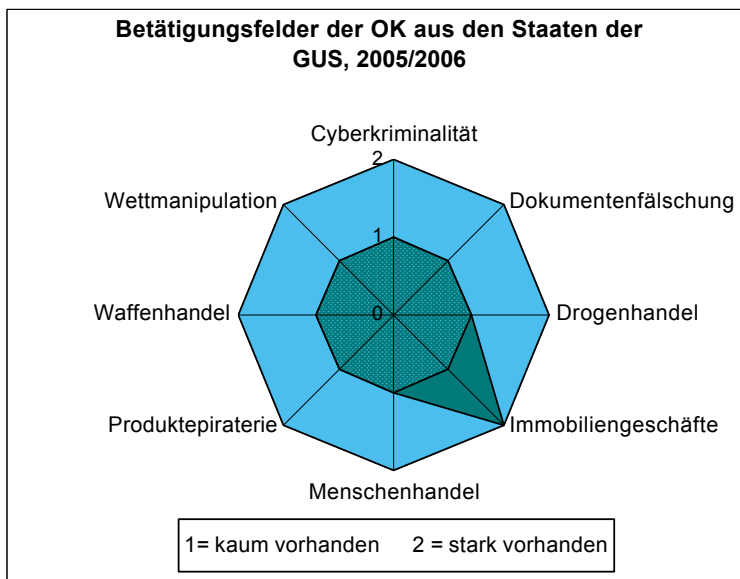 Betätigungsfelder der OK aus den Staaten der
GUS, 2005/2006
Cyberkriminalität
2
Wettmanipulation
Dokumentenfälschung
1
Waffenhandel
0
Drogenhandel
Produktepiraterie
Immobiliengeschäfte
Menschenhandel
1= kaum vorhanden 2 = stark vorhanden